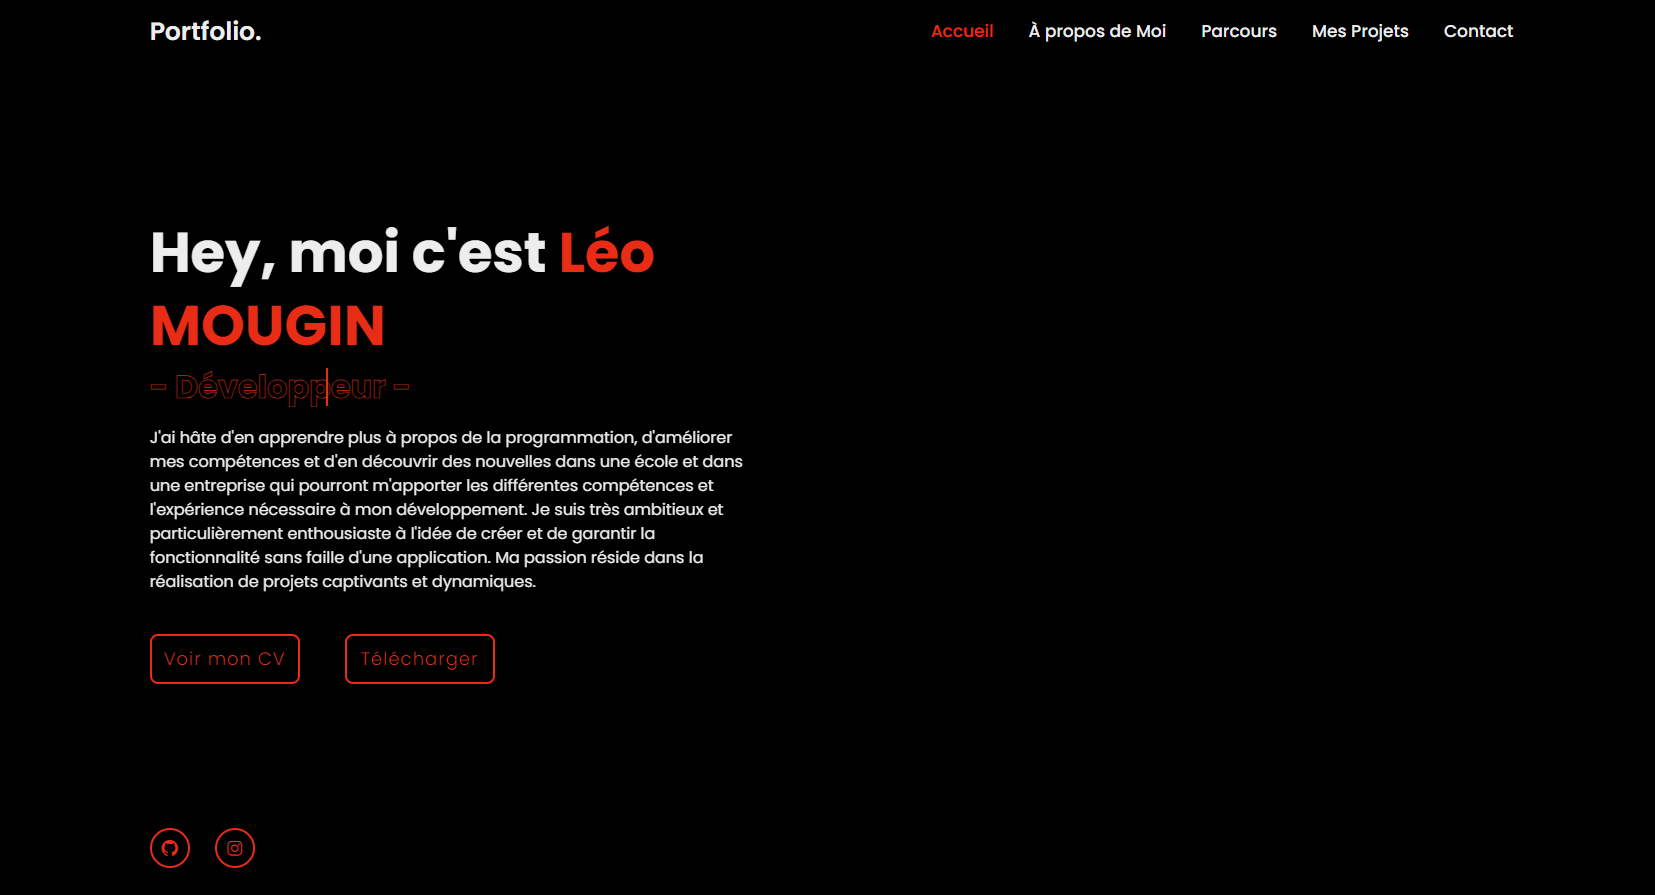 Portfolio.
Accueil À propos de Moi Parcours Mes Projets Contact
Hey, moi c'est Léo
MOUGIN
- Développeur -
J'ai hâte d'en apprendre plus à propos de la programmation, d'améliorer
mes compétences et d'en découvrir des nouvelles dans une école et dans
une entreprise qui pourront m'apporter les différentes compétences et
l'expérience nécessaire à mon développement. Je suis très ambitieux et
particulièrement enthousiaste à l'idée de créer et de garantir la
fonctionnalité sans faille d'une application. Ma passion réside dans la
réalisation de projets captivants et dynamiques.
Voir mon CV
Télécharger